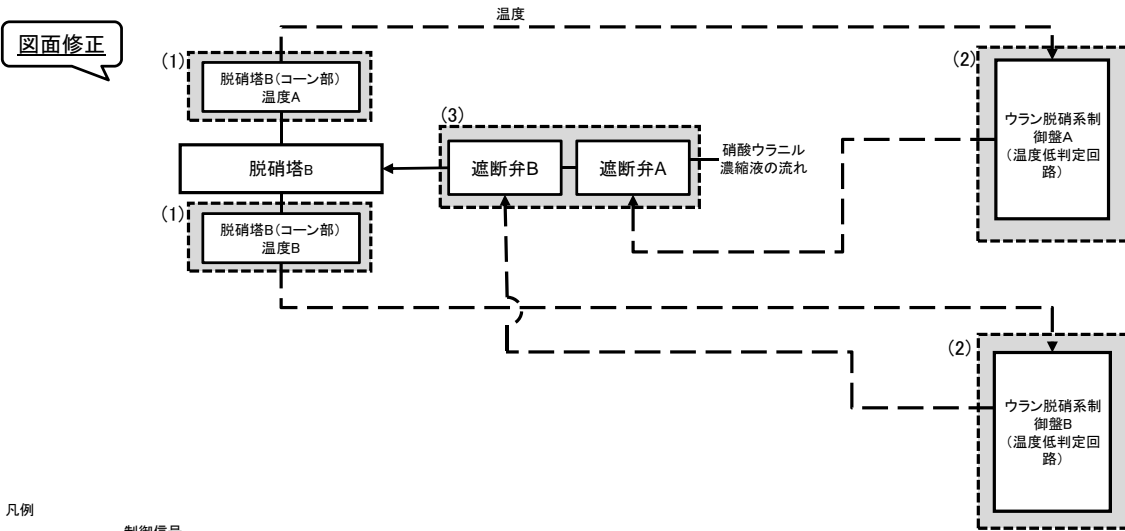 温度
図面修正
(1)
脱硝塔B(コーン部)
温度A
(2)
ウラン脱硝系制
御盤A
(温度低判定回
路)
(3)
遮断弁B
遮断弁A
硝酸ウラニル
濃縮液の流れ
脱硝塔B
(1)
脱硝塔B(コーン部)
温度B
(2)
ウラン脱硝系制
御盤B
(温度低判定回
路)
凡例
制御信号